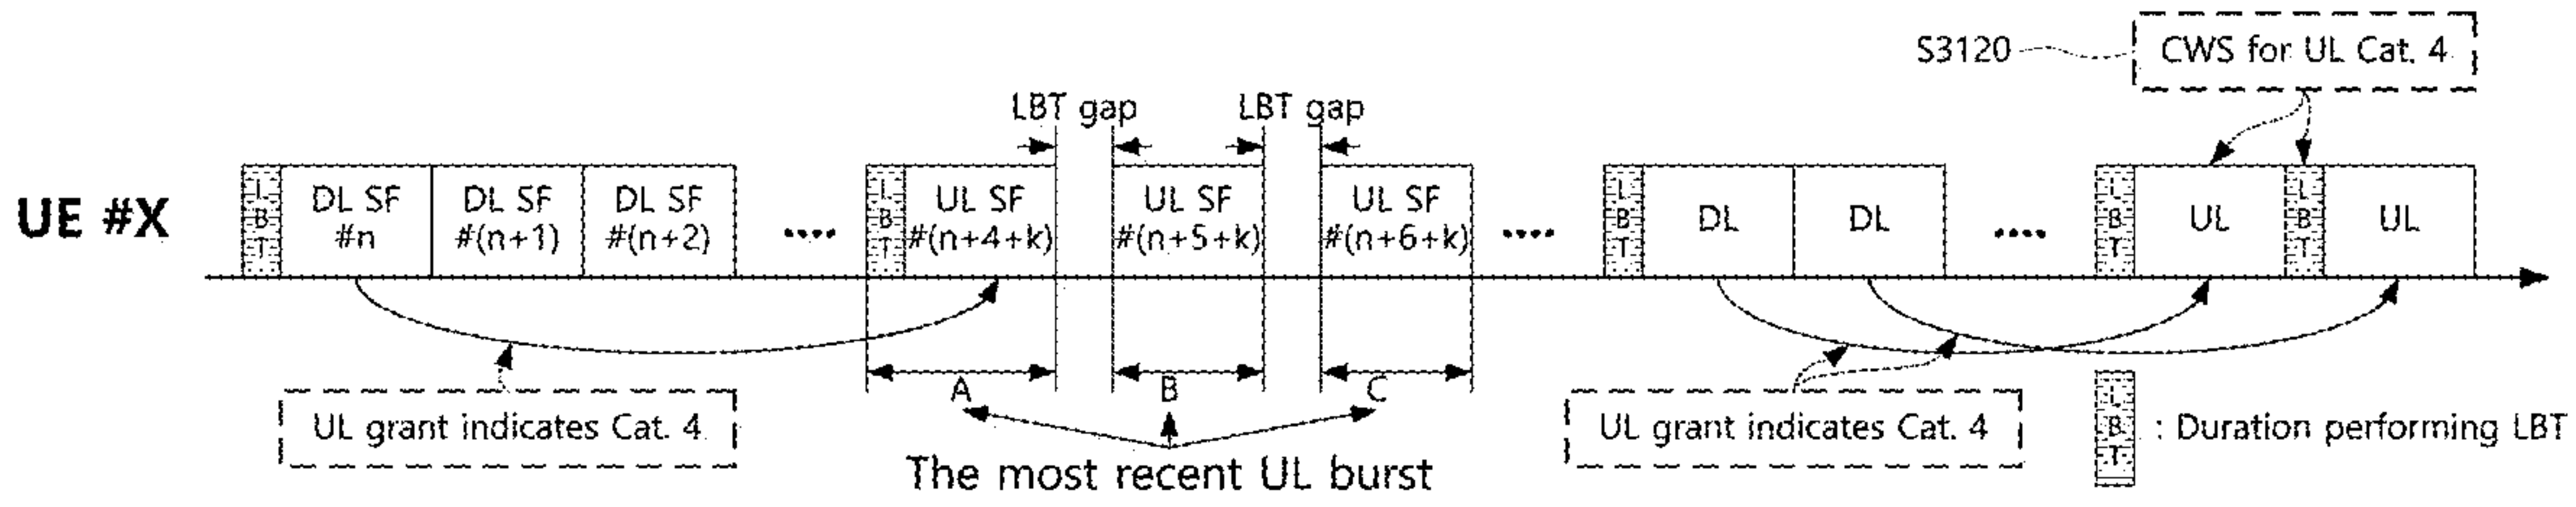 S3120
CWS for UL Cat. 4
LBT gap
LBT gap
UE #X
LBT
DL SF
#n
DL SF
#(n+1)
DL SF
#(n+2)
....
LBT
UL SF
#(n+4+k)
UL SF
#(n+5+k)
UL SF
#(n+6+k)
....
LBT
DL
DL
....
LBT
UL
LBT
UL
A
B
C
UL grant indicates Cat. 4
The most recent UL burst
UL grant indicates Cat. 4
LBT
: Duration performing LBT